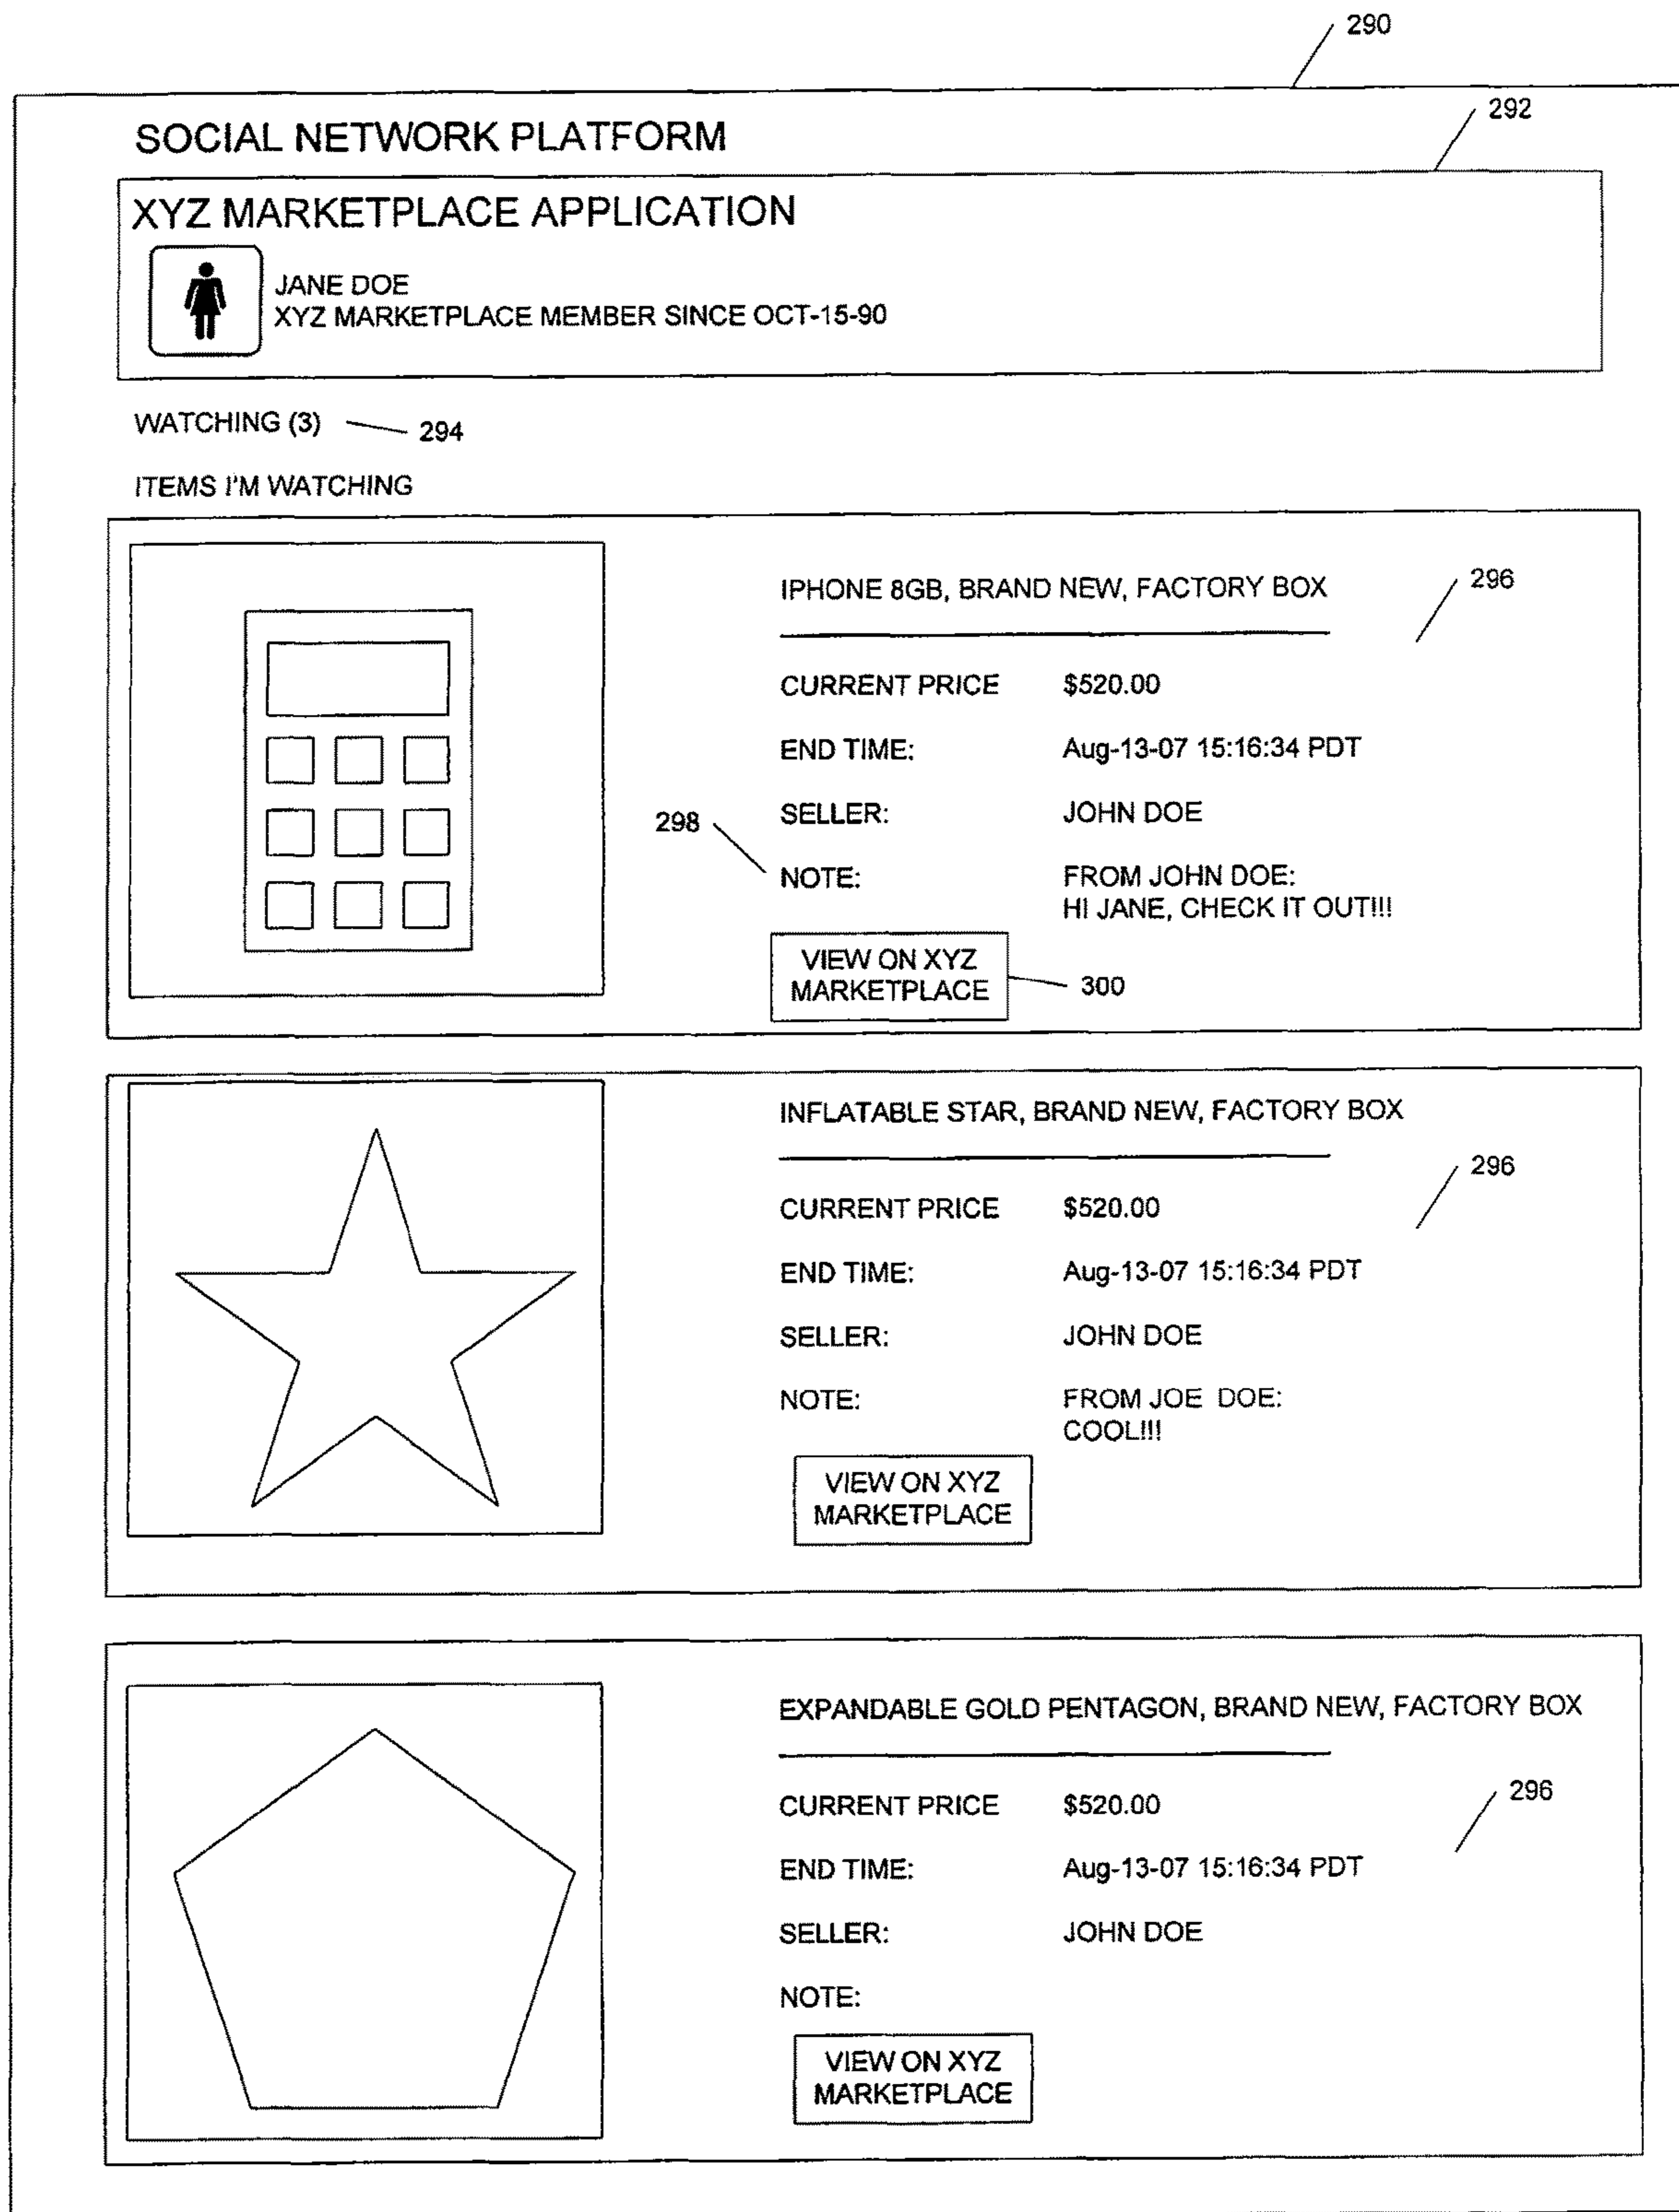 290
292
SOCIAL NETWORK PLATFORM
XYZ MARKETPLACE APPLICATION
JANE DOE
XYZ MARKETPLACE MEMBER SINCE OCT-15-90
WATCHING (3) 294
ITEMS I'M WATCHING
IPHONE 8GB, BRAND NEW, FACTORY BOX
296
CURRENT PRICE $520.00
END TIME: Aug-13-07 15:16:34 PDT
SELLER: JOHN DOE
298
NOTE: FROM JOHN DOE:
HI JANE, CHECK IT OUT!!!
VIEW ON XYZ
MARKETPLACE
300
INFLATABLE STAR, BRAND NEW, FACTORY BOX
296
CURRENT PRICE $520.00
END TIME: Aug-13-07 15:16:34 PDT
SELLER: JOHN DOE
NOTE: FROM JOE DOE:
COOL!!!
VIEW ON XYZ
MARKETPLACE
EXPANDABLE GOLD PENTAGON, BRAND NEW, FACTORY BOX
296
CURRENT PRICE $520.00
END TIME: Aug-13-07 15:16:34 PDT
SELLER: JOHN DOE
NOTE:
VIEW ON XYZ
MARKETPLACE